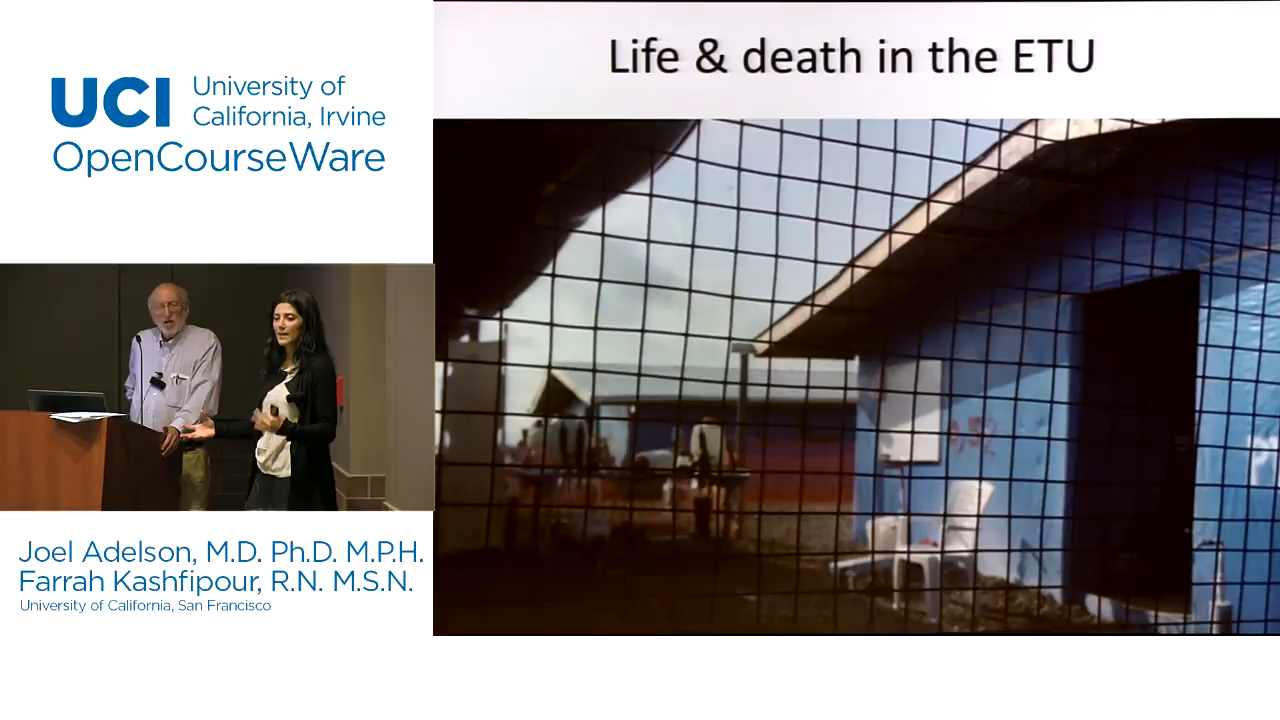 UCI University of
California, Irvine
OpenCourseWare
Life & death in the ETU
Joel Adelson, M.D. Ph.D. M.P.H.
Farrah Kashfipour, R.N. M.S.N.
University of California, San Francisco